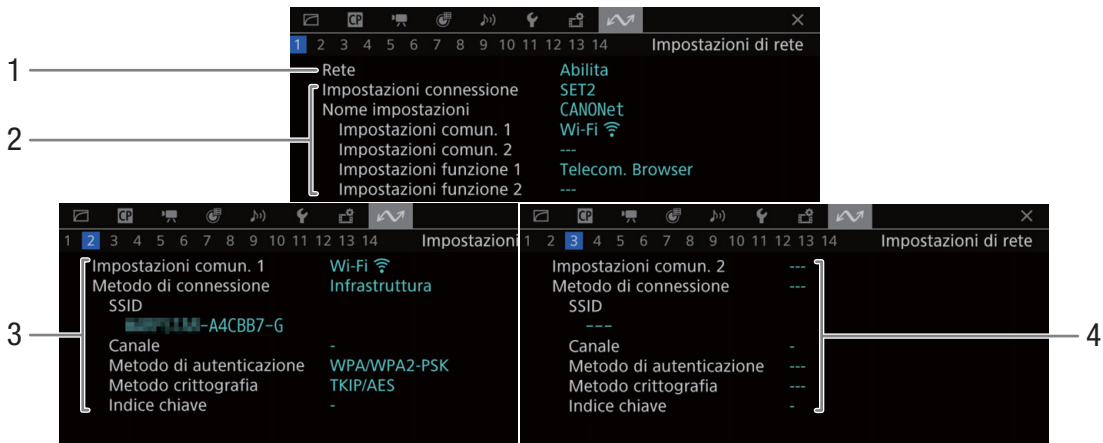 CP
1 2 3 4 5 6 7 8 9 10 11 12 13 14 Impostazioni di rete
1
Rete Abilita
2
Impostazioni connessione SET2
Nome impostazioni CANONet
Impostazioni comun. 1 Wi-Fi
Impostazioni comun. 2 ---
Impostazioni funzione 1 Telecom. Browser
Impostazioni funzione 2 ---
CP
1 2 3 4 5 6 7 8 9 10 11 12 13 14 Impostazioni
3
Impostazioni comun. 1 Wi-Fi
Metodo di connessione Infrastruttura
SSID
-A4CBB7-G
Canale -
Metodo di autenticazione WPA/WPA2-PSK
Metodo crittografia TKIP/AES
Indice chiave -
CP
1 2 3 4 5 6 7 8 9 10 11 12 13 14 Impostazioni di rete
Impostazioni comun. 2 ---
Metodo di connessione ---
SSID
---
Canale -
Metodo di autenticazione ---
Metodo crittografia ---
Indice chiave -
4